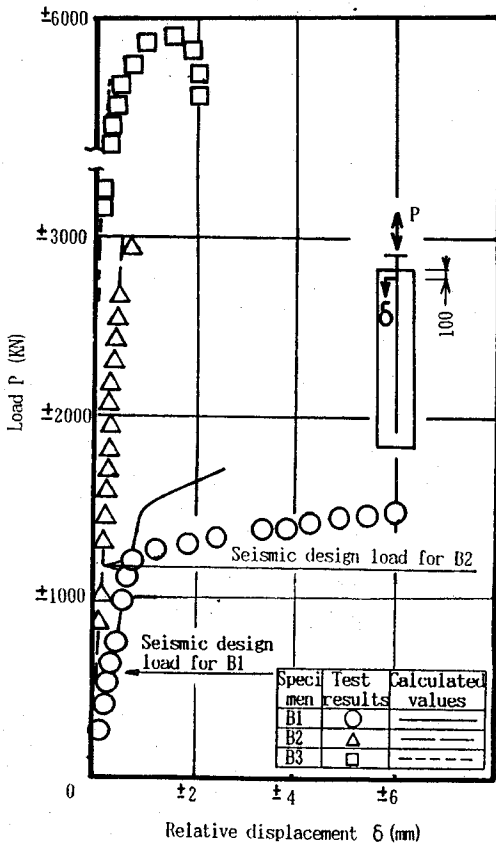 ±6000
±3000
±2000
±1000
0
±2
±4
±6
Load P (KN)
Relative displacement δ (mm)
P
δ
100
Seismic design load for B2
Seismic design
load for B1
Speci Test Calculated
men results values
B1
B2
B3